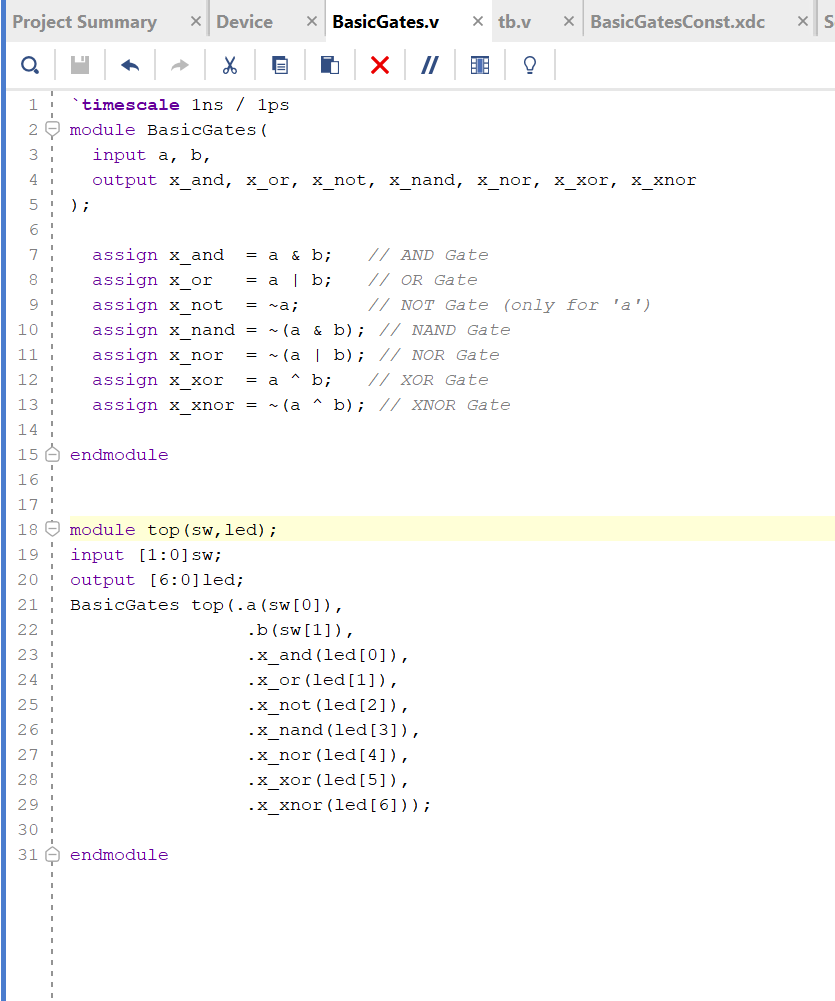 Project Summary × Device × BasicGates.v × tb.v × BasicGatesConst.xdc × S
1 `timescale 1ns / 1ps
2 module BasicGates(
3   input a, b,
4   output x_and, x_or, x_not, x_nand, x_nor, x_xor, x_xnor
5 );
6
7   assign x_and  = a & b;   // AND Gate
8   assign x_or   = a | b;   // OR Gate
9   assign x_not  = ~a;      // NOT Gate (only for 'a')
10   assign x_nand = ~(a & b); // NAND Gate
11   assign x_nor  = ~(a | b); // NOR Gate
12   assign x_xor  = a ^ b;   // XOR Gate
13   assign x_xnor = ~(a ^ b); // XNOR Gate
14
15 endmodule
16
17
18 module top(sw,led);
19 input [1:0]sw;
20 output [6:0]led;
21 BasicGates top(.a(sw[0]),
22                 .b(sw[1]),
23                 .x_and(led[0]),
24                 .x_or(led[1]),
25                 .x_not(led[2]),
26                 .x_nand(led[3]),
27                 .x_nor(led[4]),
28                 .x_xor(led[5]),
29                 .x_xnor(led[6]));
30
31 endmodule